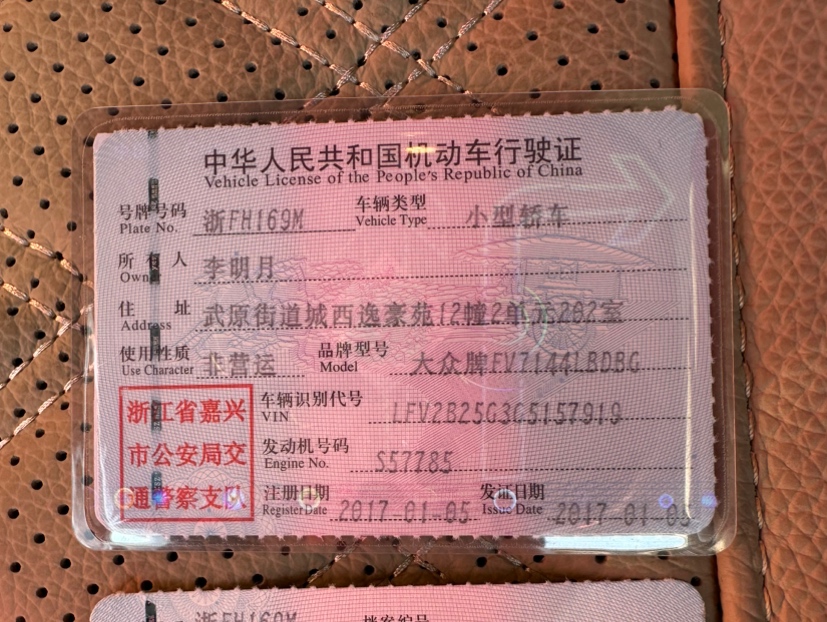 中华人民共和国机动车行驶证
Vehicle License of the People's Republic of China
号牌号码 浙FH169M 车辆类型 小型轿车
Plate No. Vehicle Type
所有人 李明月
Owner
住址 武原街道城西逸豪苑12幢2单元202室
Address
使用性质 非营运 品牌型号 大众牌FV7144LBDBG
Use Character Model
浙江省嘉兴
市公安局交
通警察支队
车辆识别代号 LFV2B25G3G5157919
VIN
发动机号码 S57785
Engine No.
注册日期 2017-01-05 发证日期 2017-01-05
Register Date Issue Date
浙FH169M 档案编号